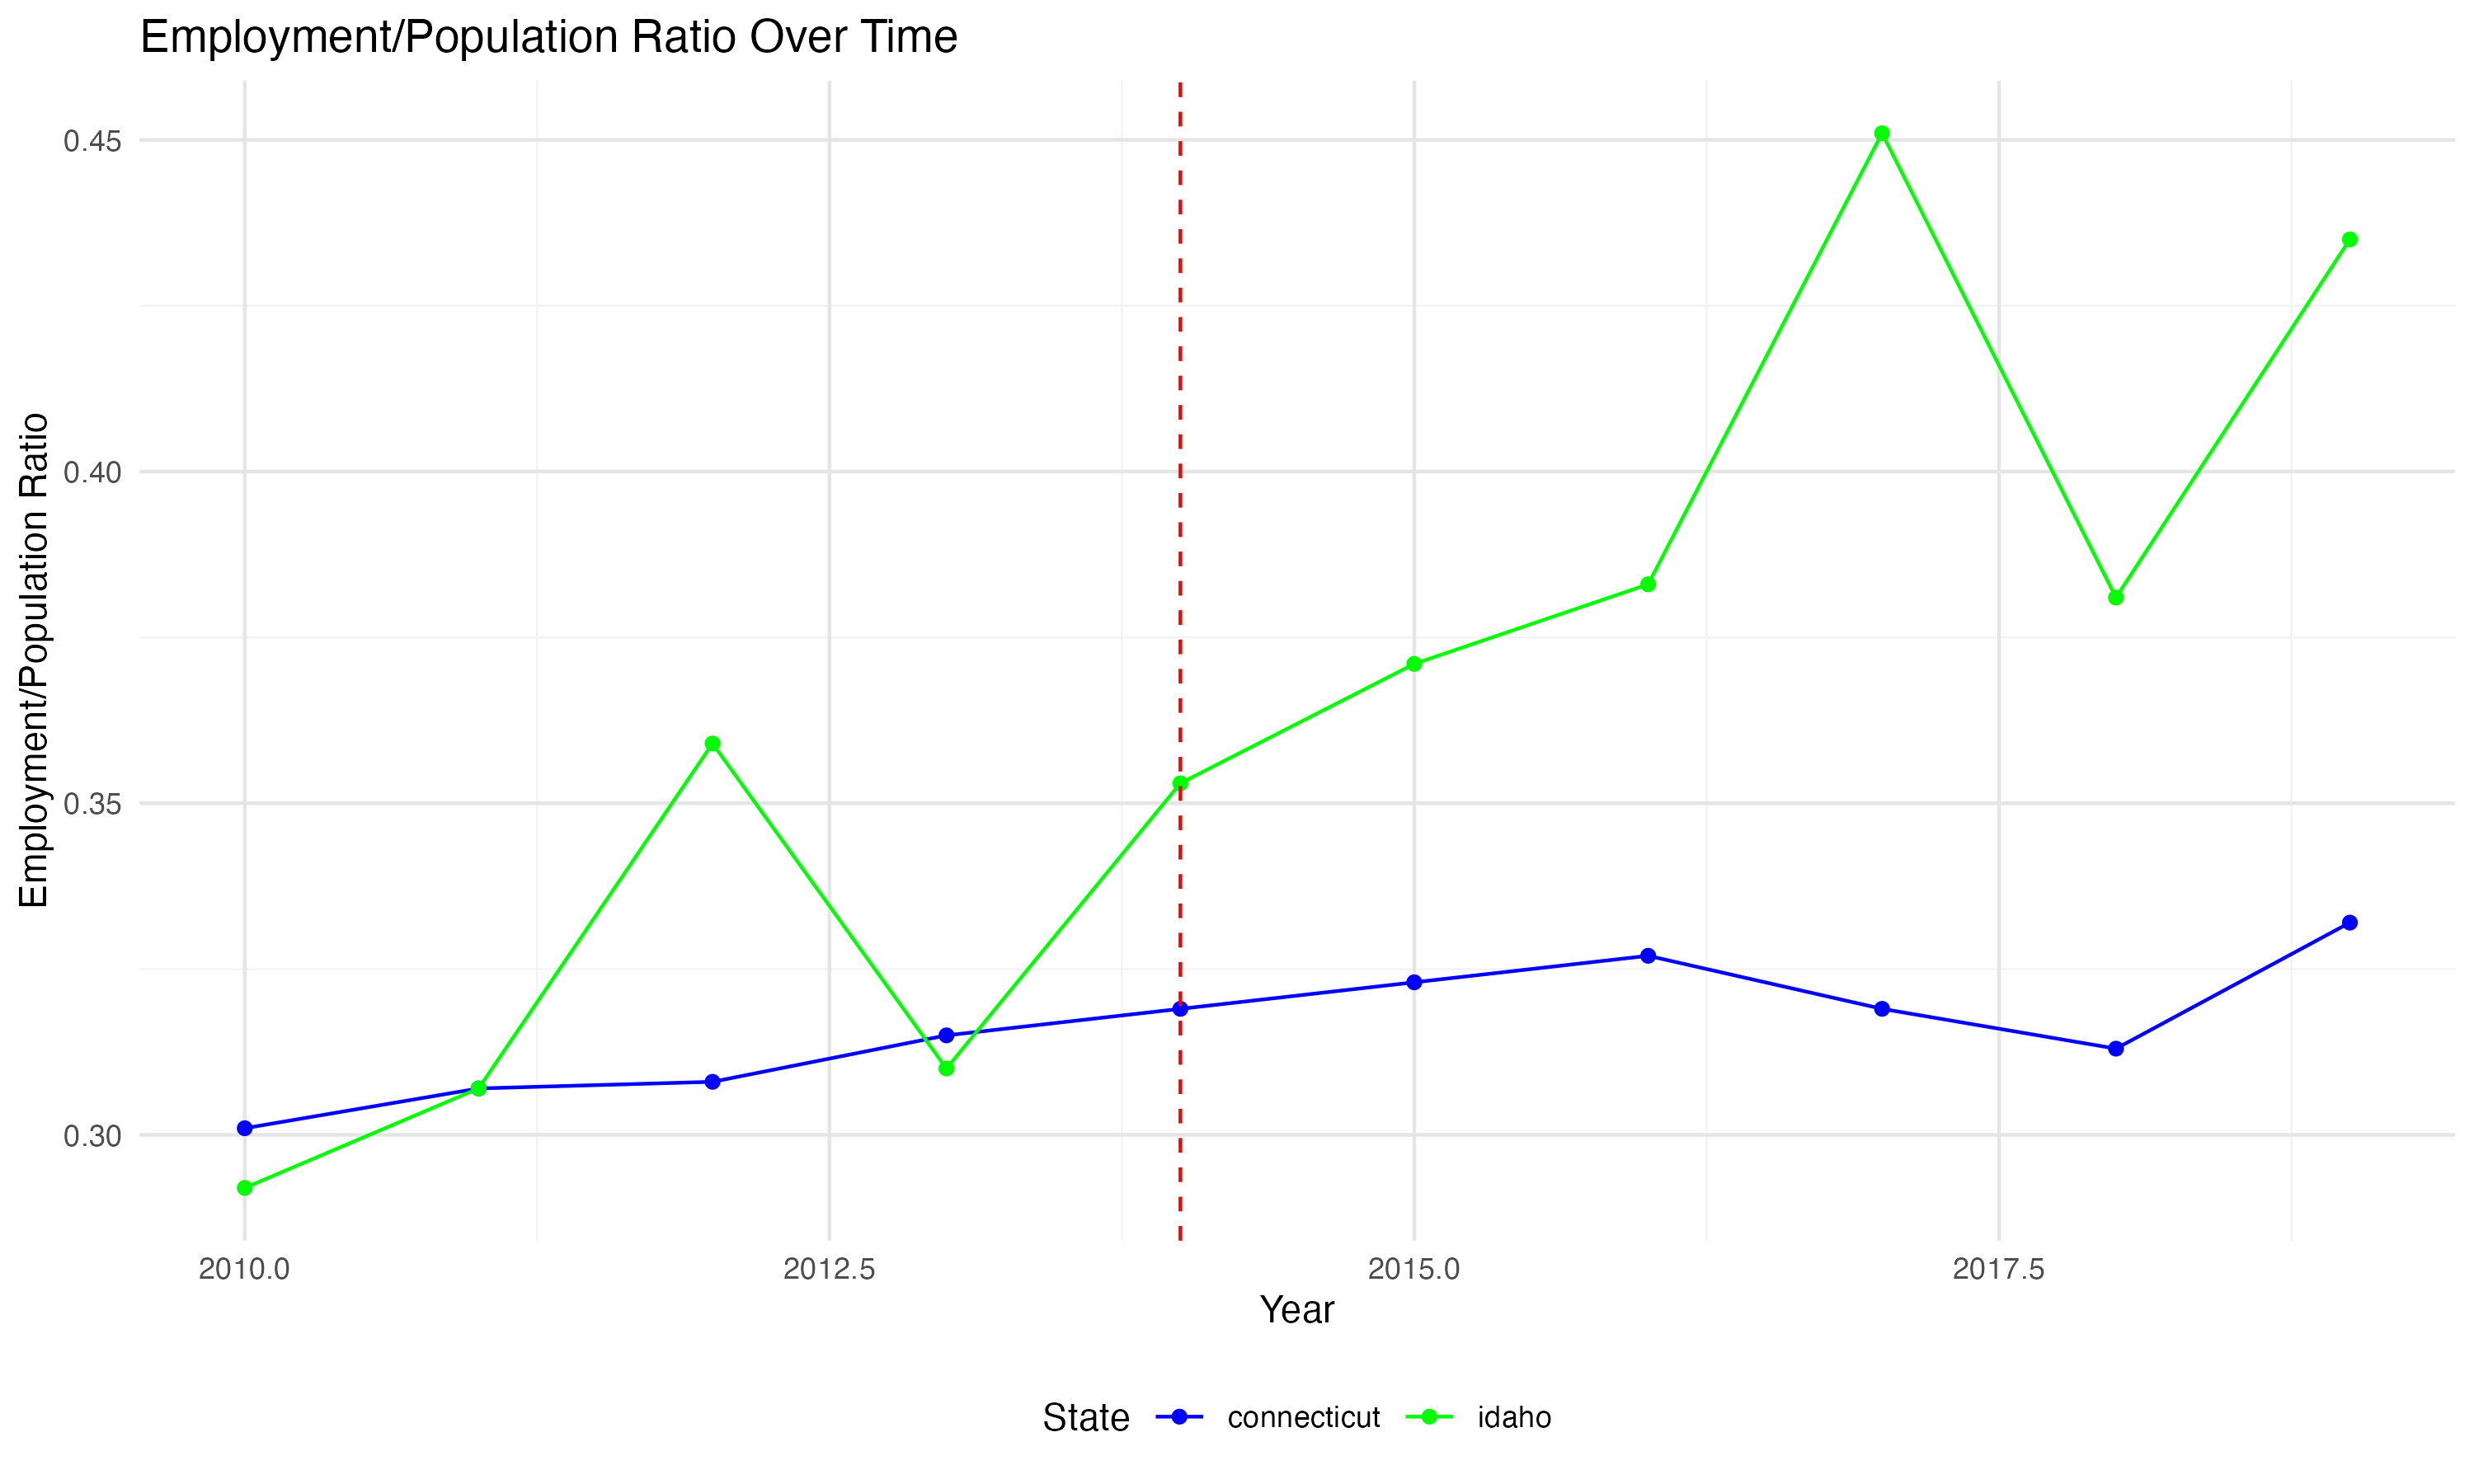 Employment/Population Ratio Over Time
Employment/Population Ratio
0.45
0.40
0.35
0.30
2010.0 2012.5 2015.0 2017.5
Year
State connecticut idaho